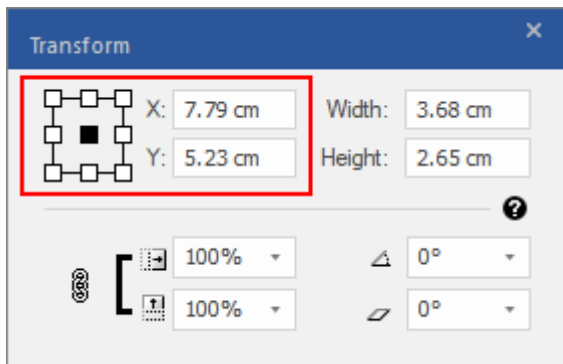 Transform
X: 7.79 cm Width: 3.68 cm
Y: 5.23 cm Height: 2.65 cm
?
100% 0°
100% 0°